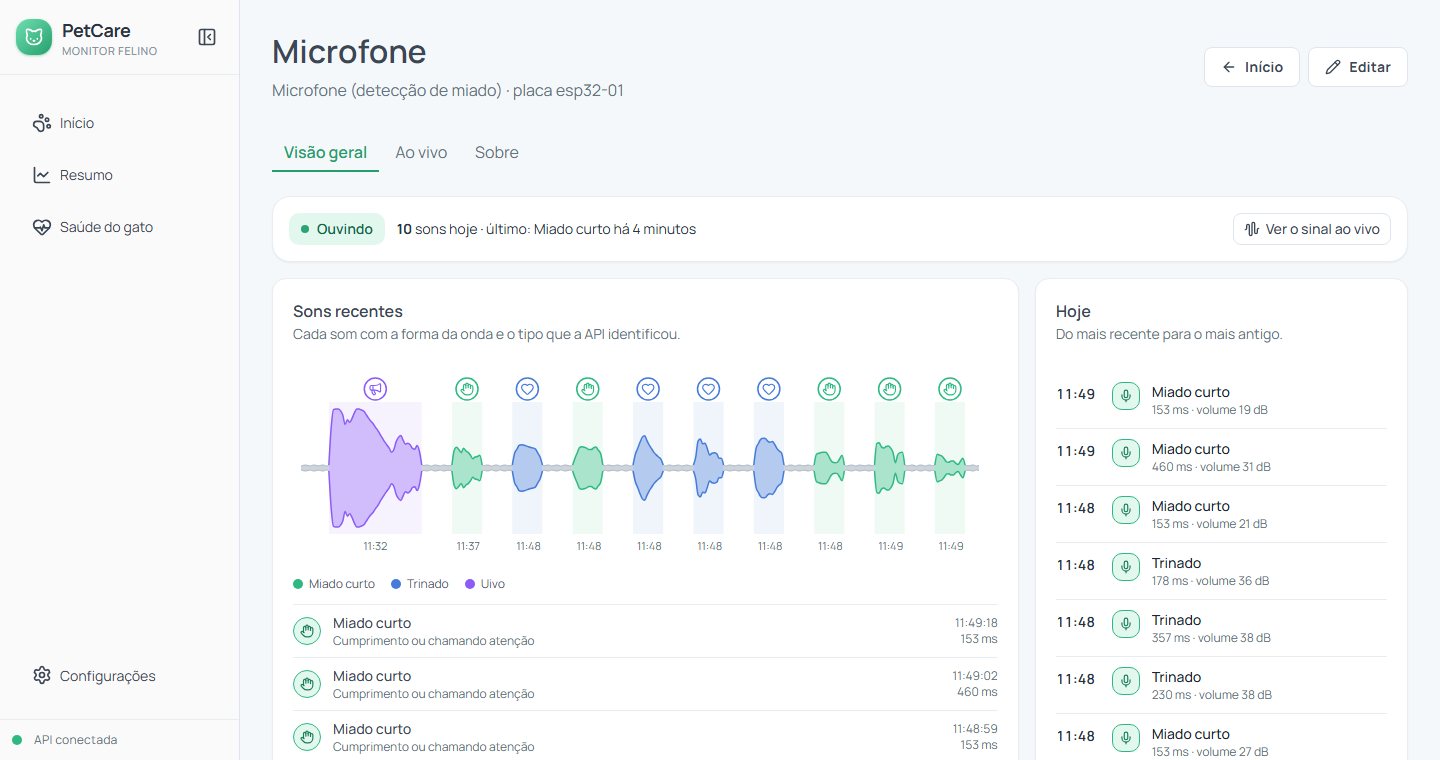 PetCare
MONITOR FELINO
Início
Resumo
Saúde do gato
Configurações
API conectada
Microfone
Microfone (detecção de miado) · placa esp32-01
Início
Editar
Visão geral
Ao vivo
Sobre
Ouvindo
10 sons hoje · último: Miado curto há 4 minutos
Ver o sinal ao vivo
Sons recentes
Cada som com a forma da onda e o tipo que a API identificou.
11:32 11:37 11:48 11:48 11:48 11:48 11:48 11:48 11:49 11:49
Miado curto Trinado Uivo
Miado curto 11:49:18
Cumprimento ou chamando atenção 153 ms
Miado curto 11:49:02
Cumprimento ou chamando atenção 460 ms
Miado curto 11:48:59
Cumprimento ou chamando atenção 153 ms
Hoje
Do mais recente para o mais antigo.
11:49 Miado curto
153 ms · volume 19 dB
11:49 Miado curto
460 ms · volume 31 dB
11:48 Miado curto
153 ms · volume 21 dB
11:48 Trinado
178 ms · volume 36 dB
11:48 Trinado
357 ms · volume 38 dB
11:48 Trinado
230 ms · volume 38 dB
11:48 Miado curto
153 ms · volume 27 dB